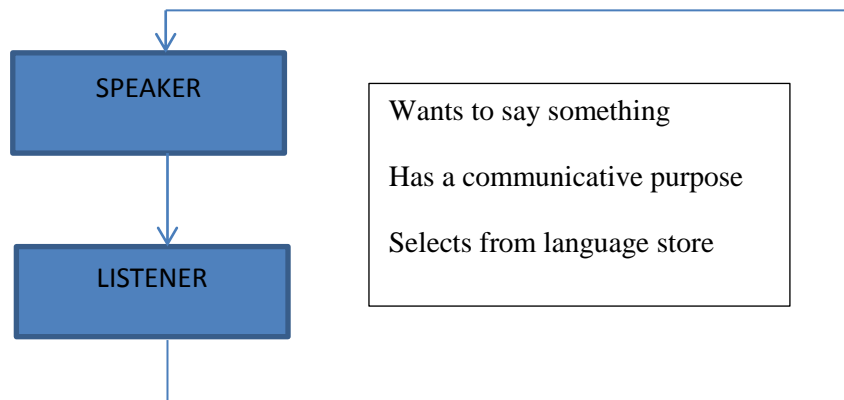 SPEAKER
Wants to say something
Has a communicative purpose
Selects from language store
LISTENER